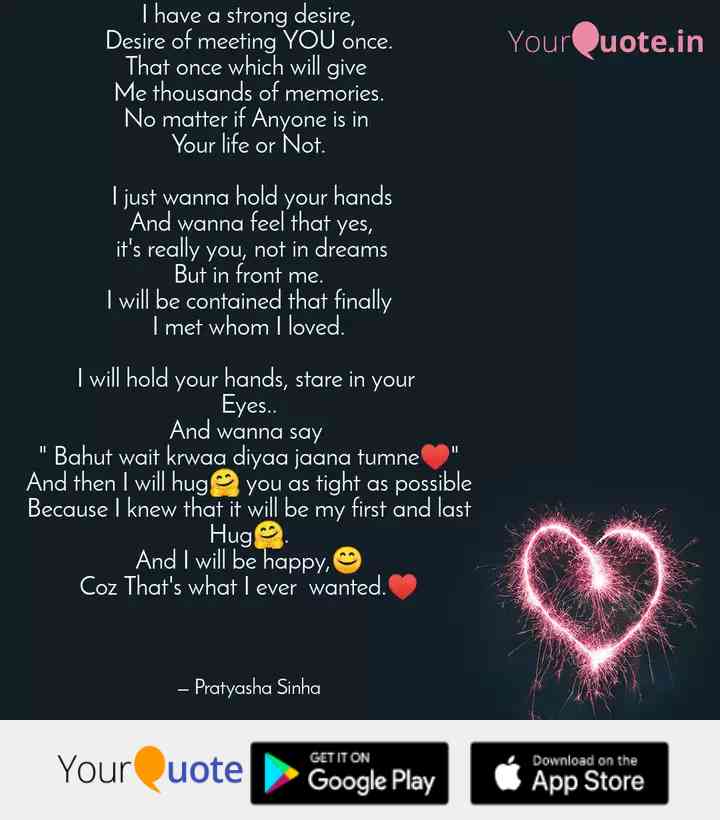 I have a strong desire,
Desire of meeting YOU once.
That once which will give
Me thousands of memories.
No matter if Anyone is in
Your life or Not.
I just wanna hold your hands
And wanna feel that yes,
it's really you, not in dreams
But in front me.
I will be contained that finally
I met whom I loved.
I will hold your hands, stare in your
Eyes..
And wanna say
" Bahut wait krwaa diyaa jaana tumne♥️"
And then I will hug🤗 you as tight as possible
Because I knew that it will be my first and last
Hug🤗.
And I will be happy,😊
Coz That's what I ever wanted.♥️
– Pratyasha Sinha
YourQuote.in
YourQuote
GET IT ON
Google Play
Download on the
App Store